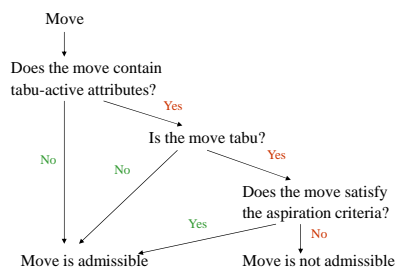 Move
Does the move contain
tabu-active attributes?
Yes
Is the move tabu?
No
No
Yes
Does the move satisfy
the aspiration criteria?
Yes
No
Move is admissible
Move is not admissible